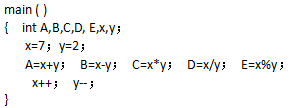 main ( )
{ int A,B,C,D, E,x,y；
x=7；y=2；
A=x+y； B=x-y； C=x*y； D=x/y； E=x%y；
x++； y--；
}